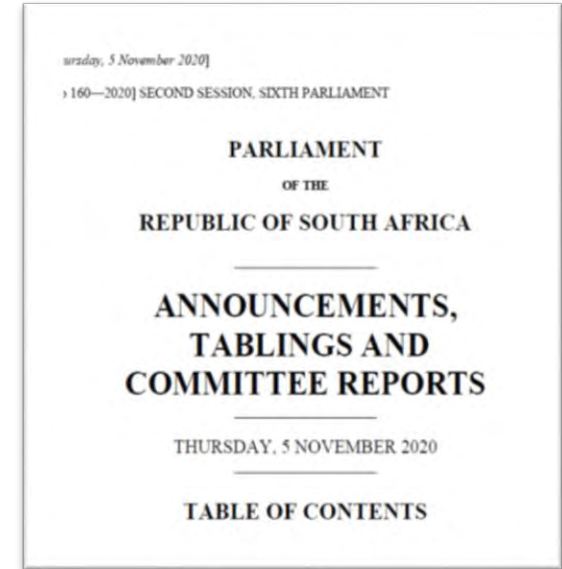 ursday, 5 November 2020]
160—2020] SECOND SESSION, SIXTH PARLIAMENT
PARLIAMENT
OF THE
REPUBLIC OF SOUTH AFRICA
ANNOUNCEMENTS,
TABLINGS AND
COMMITTEE REPORTS
THURSDAY, 5 NOVEMBER 2020
TABLE OF CONTENTS